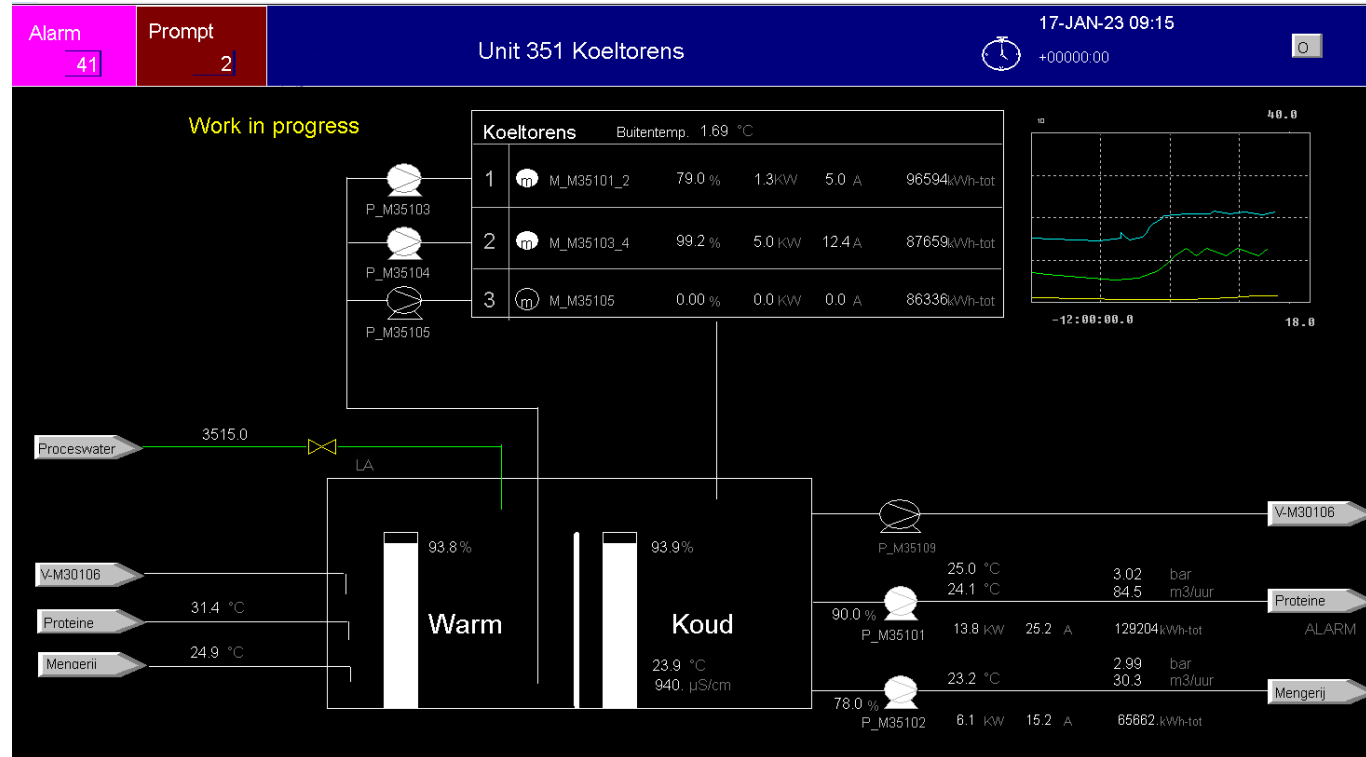 Alarm
41
Prompt
2
Unit 351 Koeltorens
17-JAN-23 09:15
+00000:00
O
Work in progress
Koeltorens Buitentemp. 1.69 °C
1 m M_M35101_2 79.0 % 1.3KW 5.0 A 96594kWh-tot
2 m M_M35103_4 99.2 % 5.0 KW 12.4 A 87659kWh-tot
3 m M_M35105 0.00 % 0.0 KW 0.0 A 86336kWh-tot
P_M35103
P_M35104
P_M35105
40.0
-12:00:00.0
18.0
Proceswater
3515.0
LA
V-M30106
Proteine
31.4 °C
Mengerij
24.9 °C
93.8%
Warm
93.9%
Koud
23.9 °C
940. µS/cm
P_M35109
V-M30106
25.0 °C
24.1 °C
3.02 bar
84.5 m3/uur
Proteine
90.0 %
P_M35101
13.8 KW 25.2 A 129204kWh-tot
ALARM
23.2 °C
2.99 bar
30.3 m3/uur
Mengerij
78.0 %
P_M35102
6.1 KW 15.2 A 65662.kWh-tot